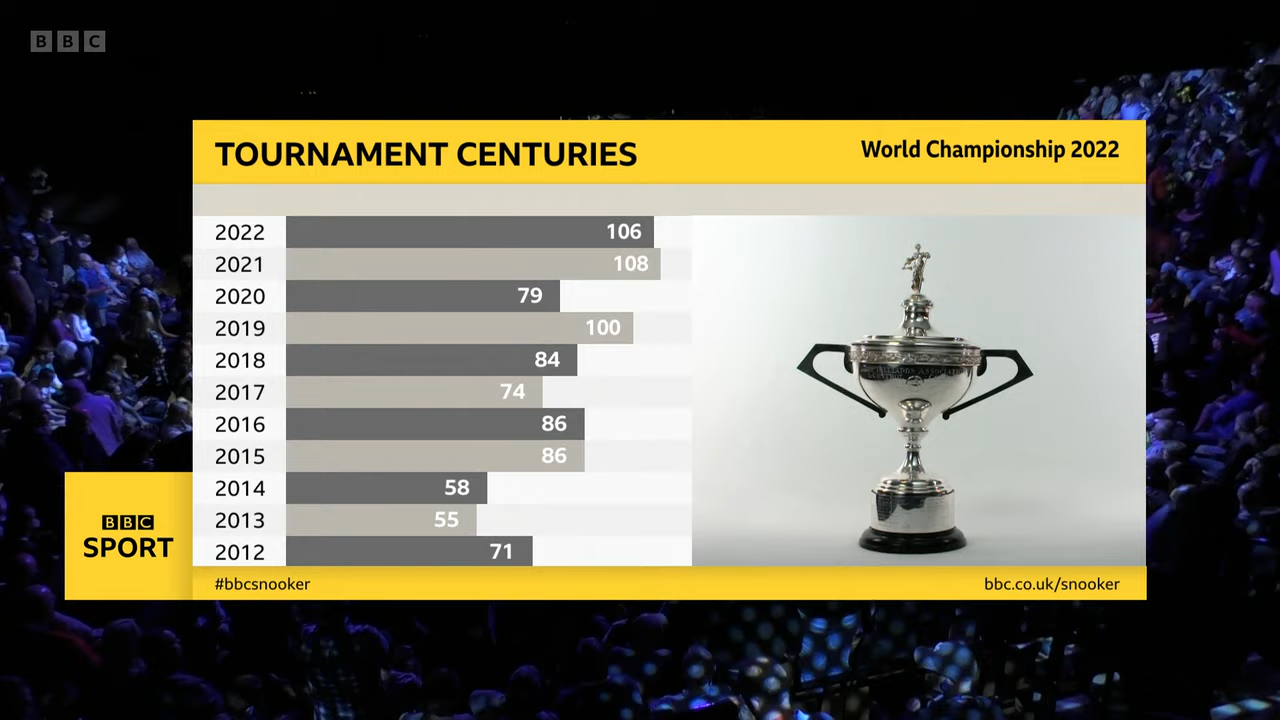 BBC
TOURNAMENT CENTURIES
World Championship 2022
2022 106
2021 108
2020 79
2019 100
2018 84
2017 74
2016 86
2015 86
2014 58
2013 55
2012 71
BBC
SPORT
#bbcsnooker
bbc.co.uk/snooker